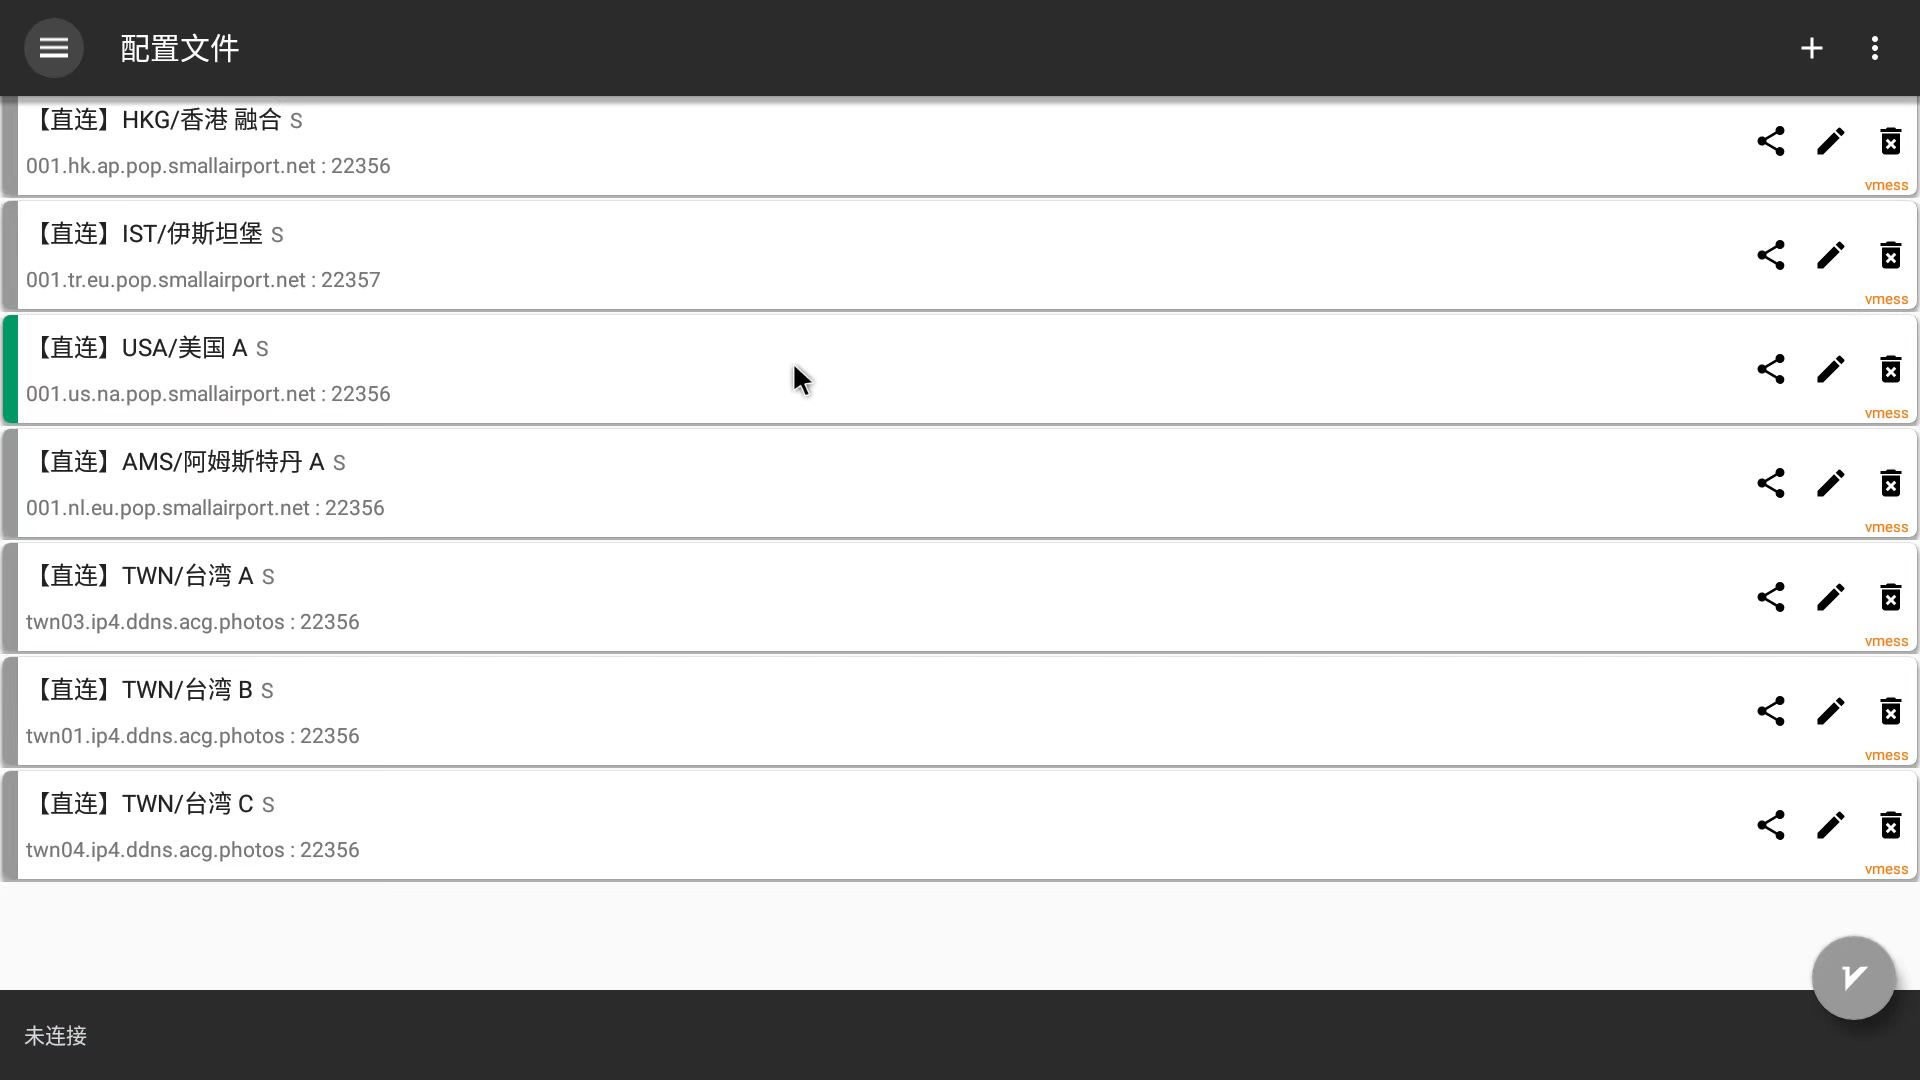 配置文件
【直连】HKG/香港 融合 S
001.hk.ap.pop.smallairport.net : 22356
vmess
【直连】IST/伊斯坦堡 S
001.tr.eu.pop.smallairport.net : 22357
vmess
【直连】USA/美国 A S
001.us.na.pop.smallairport.net : 22356
vmess
【直连】AMS/阿姆斯特丹 A S
001.nl.eu.pop.smallairport.net : 22356
vmess
【直连】TWN/台湾 A S
twn03.ip4.ddns.acg.photos : 22356
vmess
【直连】TWN/台湾 B S
twn01.ip4.ddns.acg.photos : 22356
vmess
【直连】TWN/台湾 C S
twn04.ip4.ddns.acg.photos : 22356
vmess
未连接